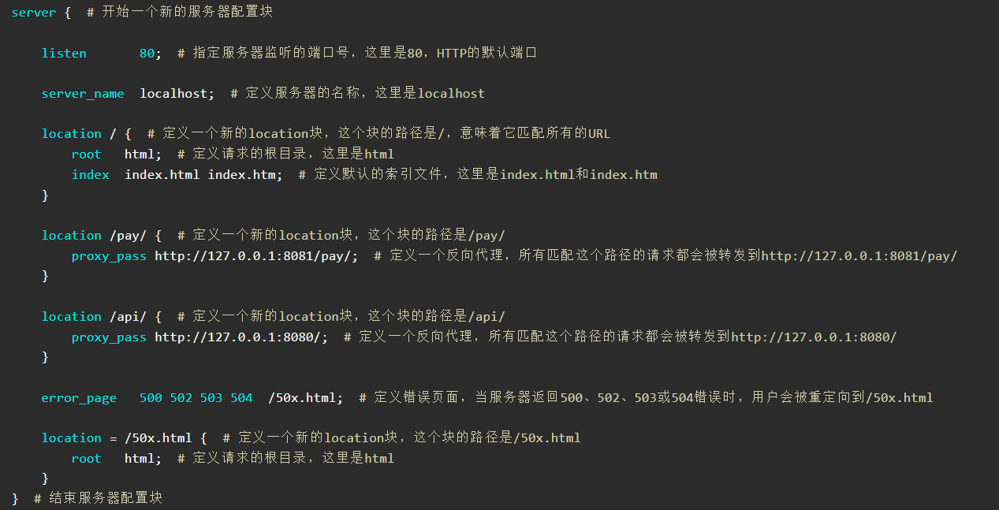 server {  # 开始一个新的服务器配置块
listen       80;  # 指定服务器监听的端口号，这里是80，HTTP的默认端口
server_name  localhost;  # 定义服务器的名称，这里是localhost
location / {  # 定义一个新的location块，这个块的路径是/，意味着它匹配所有的URL
root   html;  # 定义请求的根目录，这里是html
index  index.html index.htm;  # 定义默认的索引文件，这里是index.html和index.htm
}
location /pay/ {  # 定义一个新的location块，这个块的路径是/pay/
proxy_pass http://127.0.0.1:8081/pay/;  # 定义一个反向代理，所有匹配这个路径的请求都会被转发到http://127.0.0.1:8081/pay/
}
location /api/ {  # 定义一个新的location块，这个块的路径是/api/
proxy_pass http://127.0.0.1:8080/;  # 定义一个反向代理，所有匹配这个路径的请求都会被转发到http://127.0.0.1:8080/
}
error_page   500 502 503 504  /50x.html;  # 定义错误页面，当服务器返回500、502、503或504错误时，用户会被重定向到/50x.html
location = /50x.html {  # 定义一个新的location块，这个块的路径是/50x.html
root   html;  # 定义请求的根目录，这里是html
}
}  # 结束服务器配置块